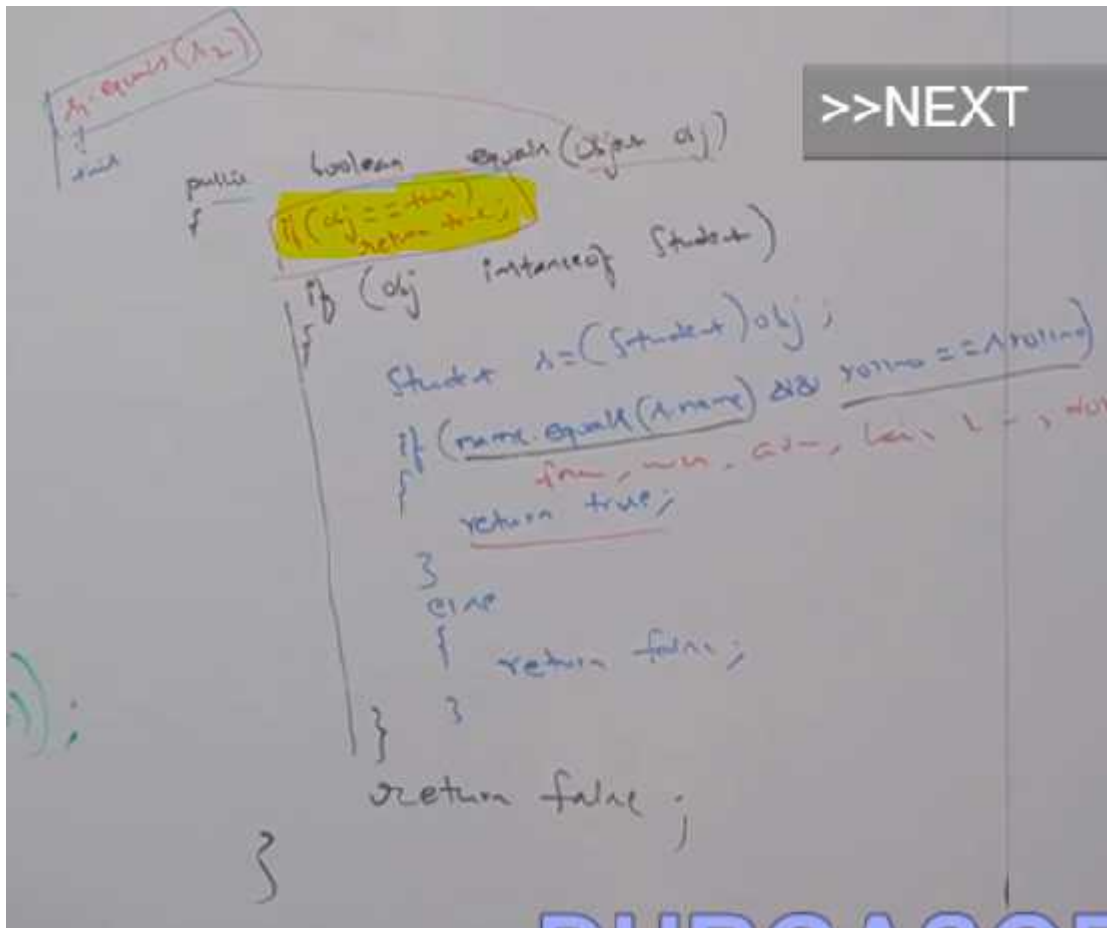 s1.equals(s2)
>>NEXT
public boolean equals(Object obj)
{
if(obj==this)
return true;
if (obj instanceof Student)
{
Student s=(Student)obj;
if (name.equals(s.name) && rollno==s.rollno)
{
return true;
}
else
{ return false;
}
}
return false;
}
);